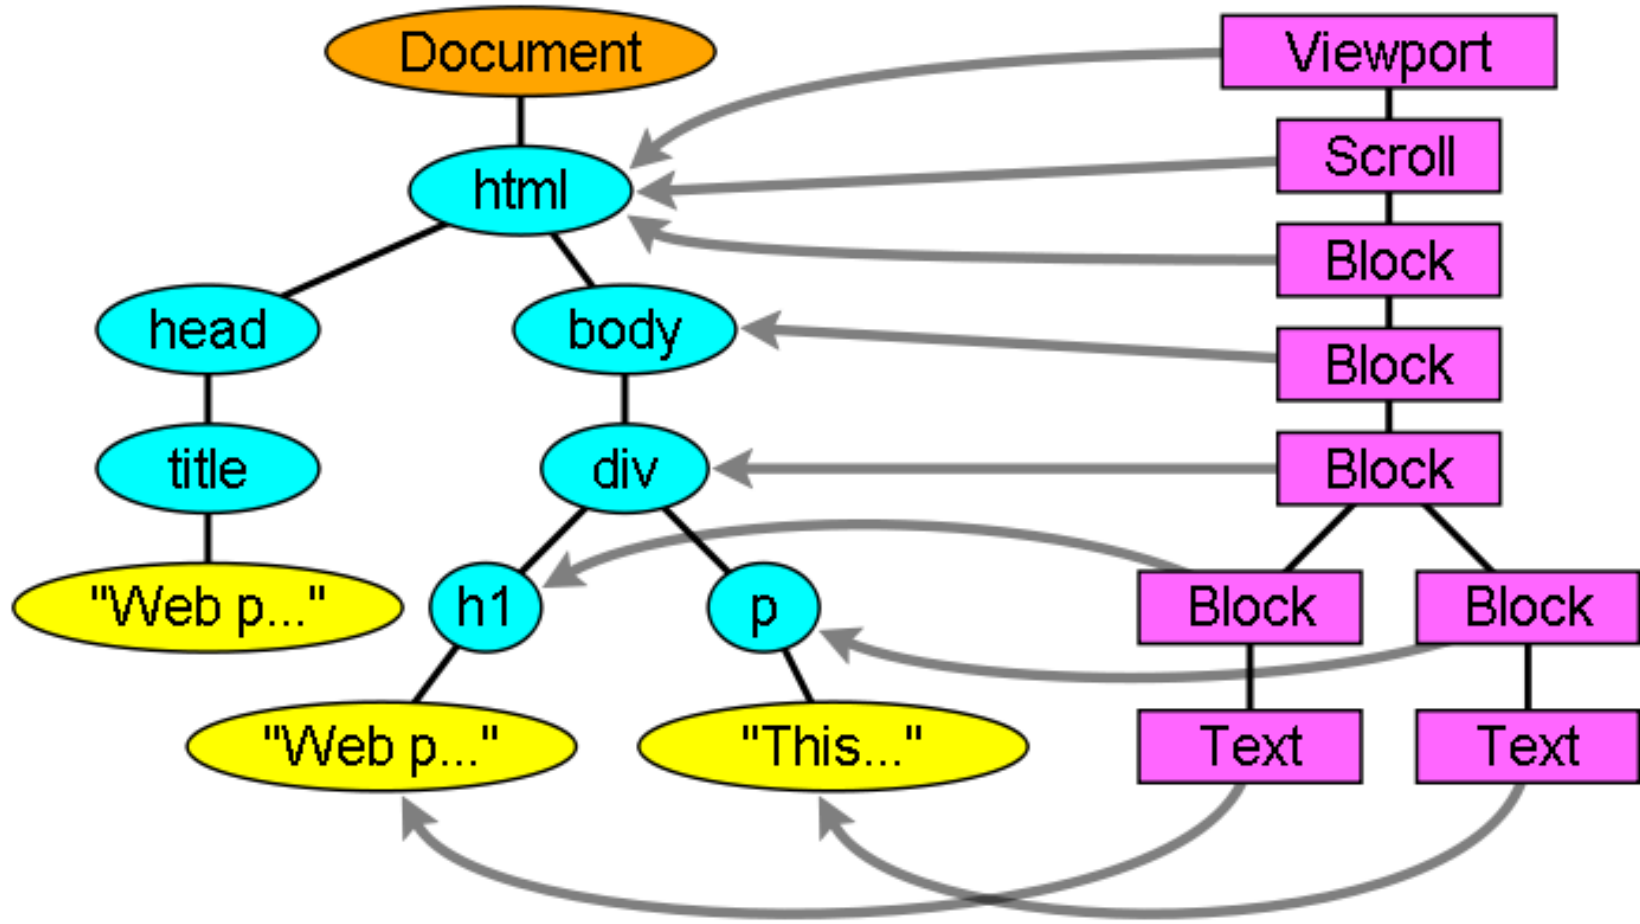 Document
Viewport
html
Scroll
Block
head
body
Block
title
div
Block
"Web p..."
h1
p
Block
Block
"Web p..."
"This..."
Text
Text